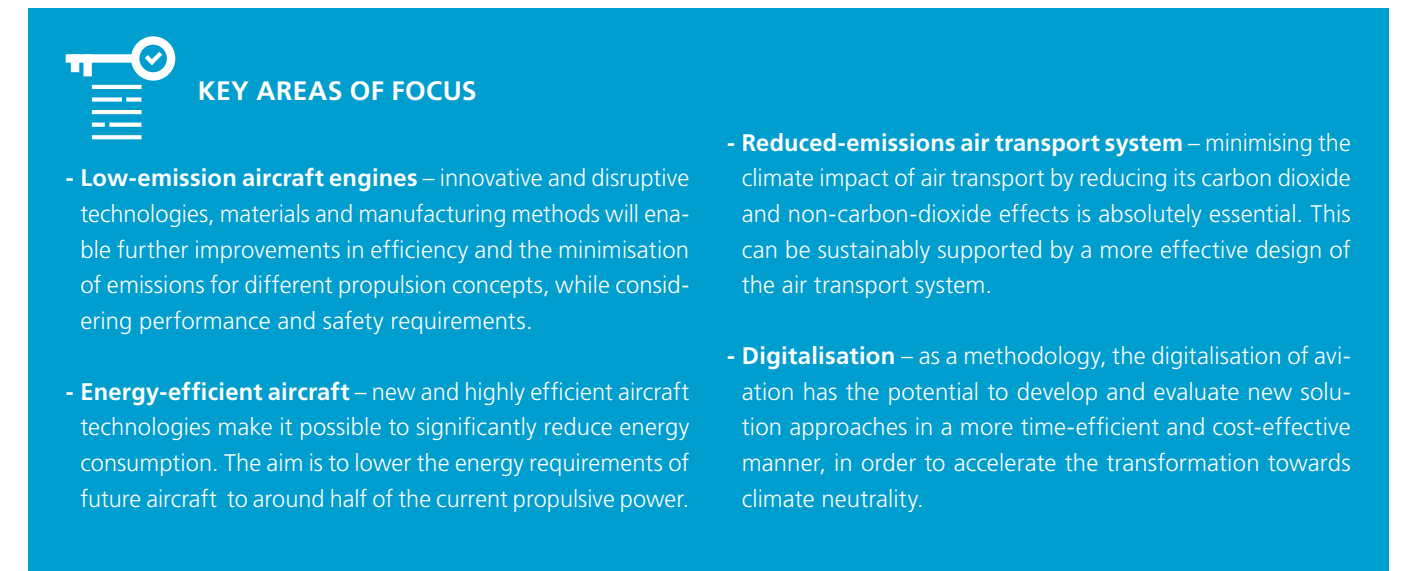 KEY AREAS OF FOCUS
- Low-emission aircraft engines – innovative and disruptive
technologies, materials and manufacturing methods will ena-
ble further improvements in efficiency and the minimisation
of emissions for different propulsion concepts, while consid-
ering performance and safety requirements.
- Energy-efficient aircraft – new and highly efficient aircraft
technologies make it possible to significantly reduce energy
consumption. The aim is to lower the energy requirements of
future aircraft to around half of the current propulsive power.
- Reduced-emissions air transport system – minimising the
climate impact of air transport by reducing its carbon dioxide
and non-carbon-dioxide effects is absolutely essential. This
can be sustainably supported by a more effective design of
the air transport system.
- Digitalisation – as a methodology, the digitalisation of avi-
ation has the potential to develop and evaluate new solu-
tion approaches in a more time-efficient and cost-effective
manner, in order to accelerate the transformation towards
climate neutrality.